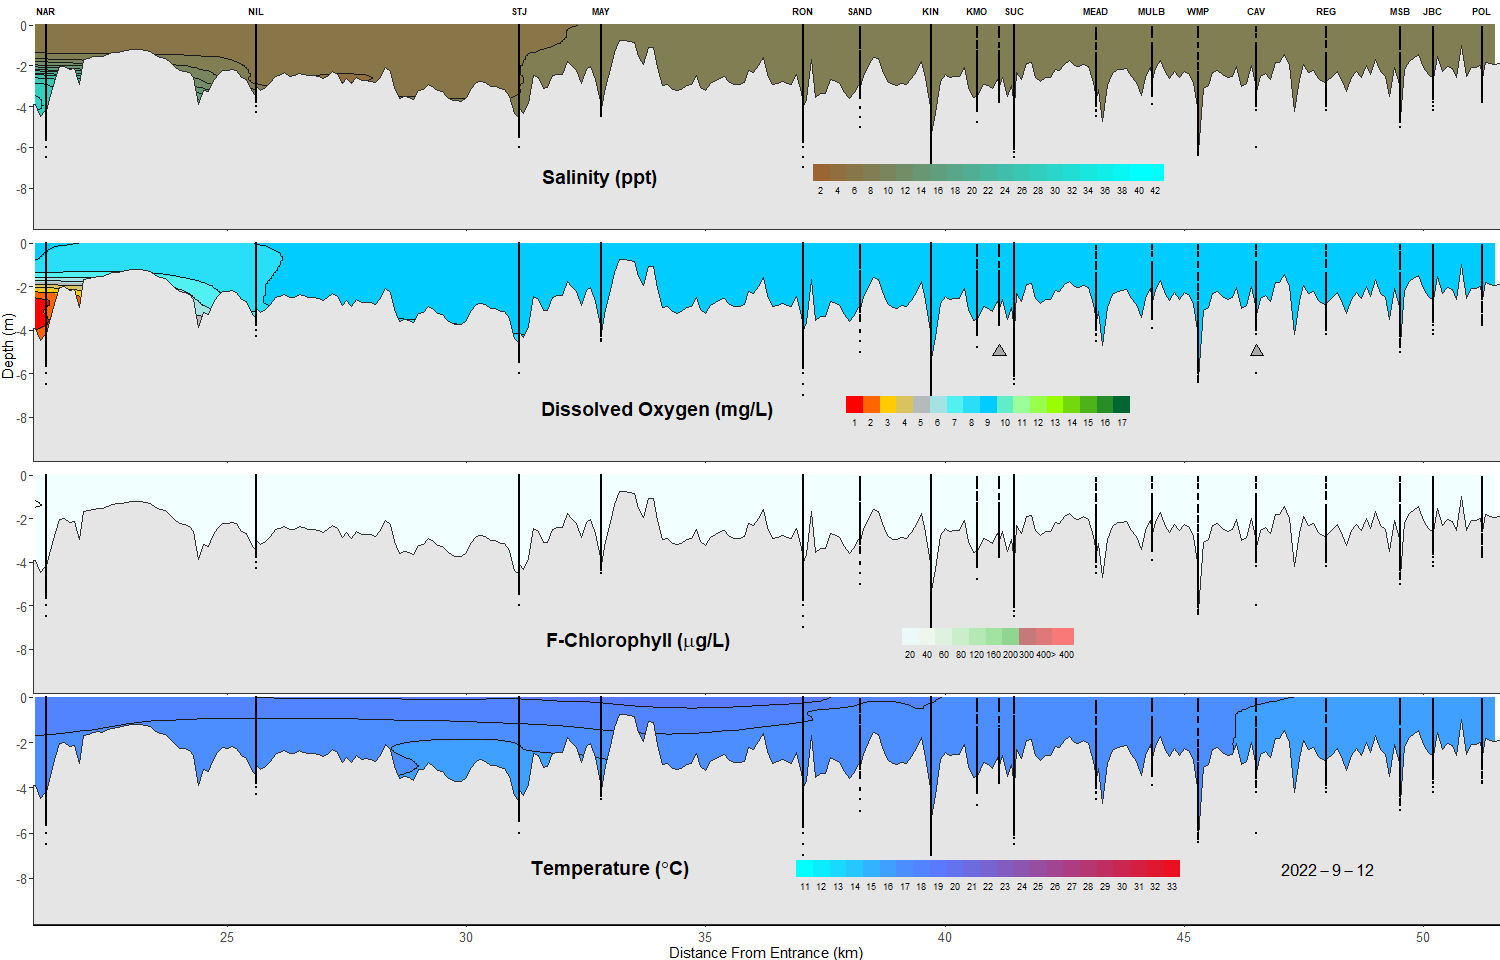 NAR NIL STJ MAY RON SAND KIN KMO SUC MEAD MULB WMP CAV REG MSB JBC POL
0
-2
-4
-6
-8
Salinity (ppt)
2 4 6 8 10 12 14 16 18 20 22 24 26 28 30 32 34 36 38 40 42
0
-2
-4
-6
-8
Depth (m)
Dissolved Oxygen (mg/L)
1 2 3 4 5 6 7 8 9 10 11 12 13 14 15 16 17
0
-2
-4
-6
-8
F-Chlorophyll (μg/L)
20 40 60 80 120 160 200 300 400 > 400
0
-2
-4
-6
-8
Temperature (°C)
11 12 13 14 15 16 17 18 19 20 21 22 23 24 25 26 27 28 29 30 31 32 33
2022 – 9 – 12
25 30 35 40 45 50
Distance From Entrance (km)